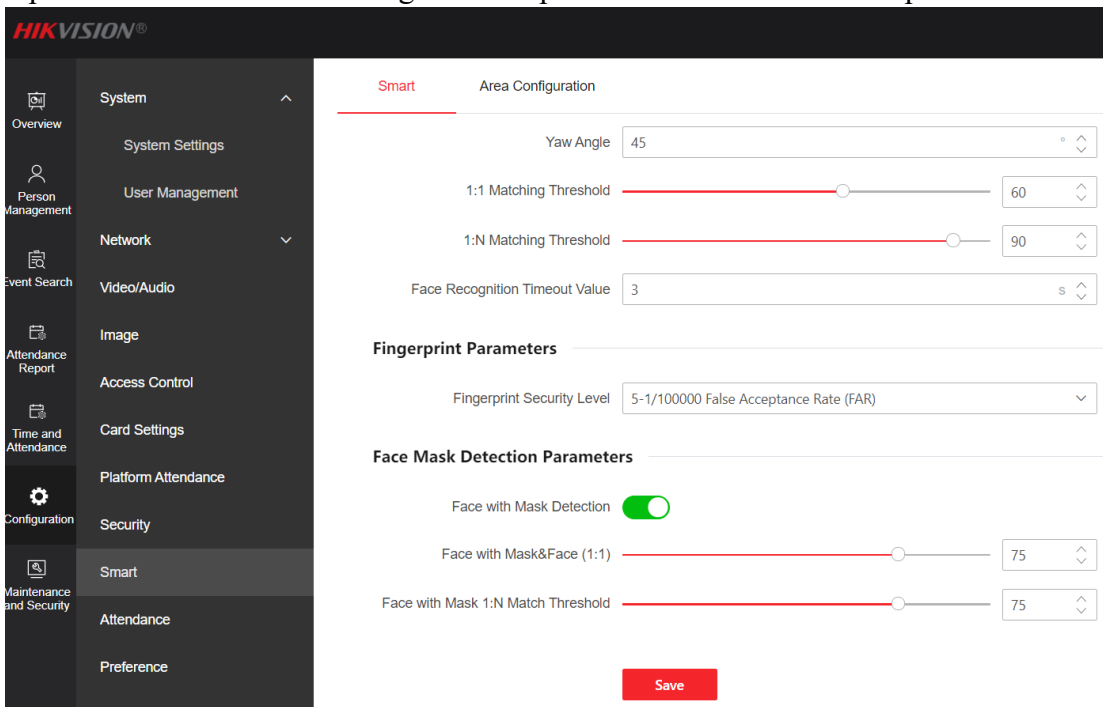 HIKVISION®
Overview
Person
Management
Event Search
Attendance
Report
Time and
Attendance
Configuration
Maintenance
and Security
System
System Settings
User Management
Network
Video/Audio
Image
Access Control
Card Settings
Platform Attendance
Security
Smart
Attendance
Preference
Smart Area Configuration
Yaw Angle 45 °
1:1 Matching Threshold 60
1:N Matching Threshold 90
Face Recognition Timeout Value 3 s
Fingerprint Parameters
Fingerprint Security Level 5-1/100000 False Acceptance Rate (FAR)
Face Mask Detection Parameters
Face with Mask Detection
Face with Mask&Face (1:1) 75
Face with Mask 1:N Match Threshold 75
Save